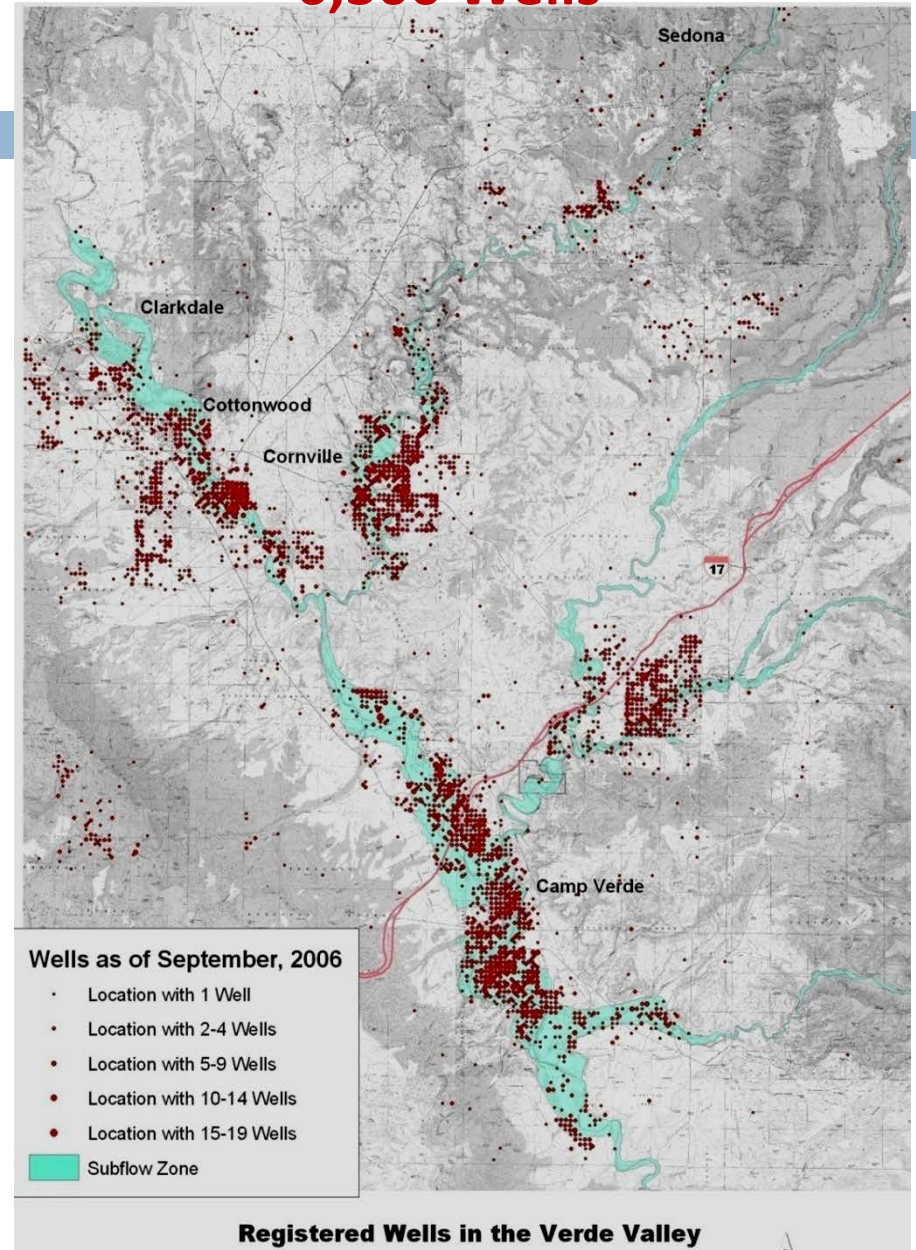 Wells
Sedona
Clarkdale
Cottonwood
Cornville
17
Camp Verde
Wells as of September, 2006
Location with 1 Well
Location with 2-4 Wells
Location with 5-9 Wells
Location with 10-14 Wells
Location with 15-19 Wells
Subflow Zone
Registered Wells in the Verde Valley